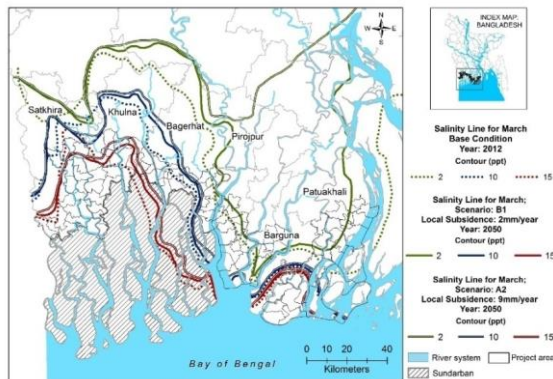 N
W
E
S
Satkhira
Khulna
Bagerhat
Pirojpur
Patuakhali
Barguna
Bay of Bengal
0 10 20 40
Kilometers
INDEX MAP:
BANGLADESH
Salinity Line for March
Base Condition
Year: 2012
Contour (ppt)
2 10 15
Salinity Line for March;
Scenario: B1
Local Subsidence: 2mm/year
Year: 2050
Contour (ppt)
2 10 15
Salinity Line for March;
Scenario: A2
Local Subsidence: 9mm/year
Year: 2050
Contour (ppt)
2 10 15
River system Project area
Sundarban